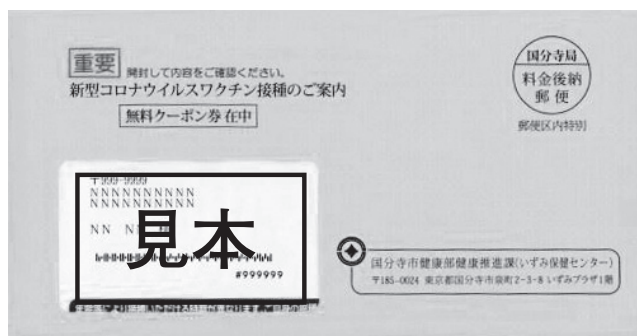 重要 開封して内容をご確認ください。
新型コロナウイルスワクチン接種のご案内
無料クーポン券 在中
国分寺局
料金後納
郵便
郵便区内特別
〒999-9999
NNNNNNNNNN
NNNNNNNNNN
NN NN
見本
#999999
国分寺市健康部健康推進課(いずみ保健センター)
〒185-0024 東京都国分寺市泉町2-3-8 いずみプラザ1階